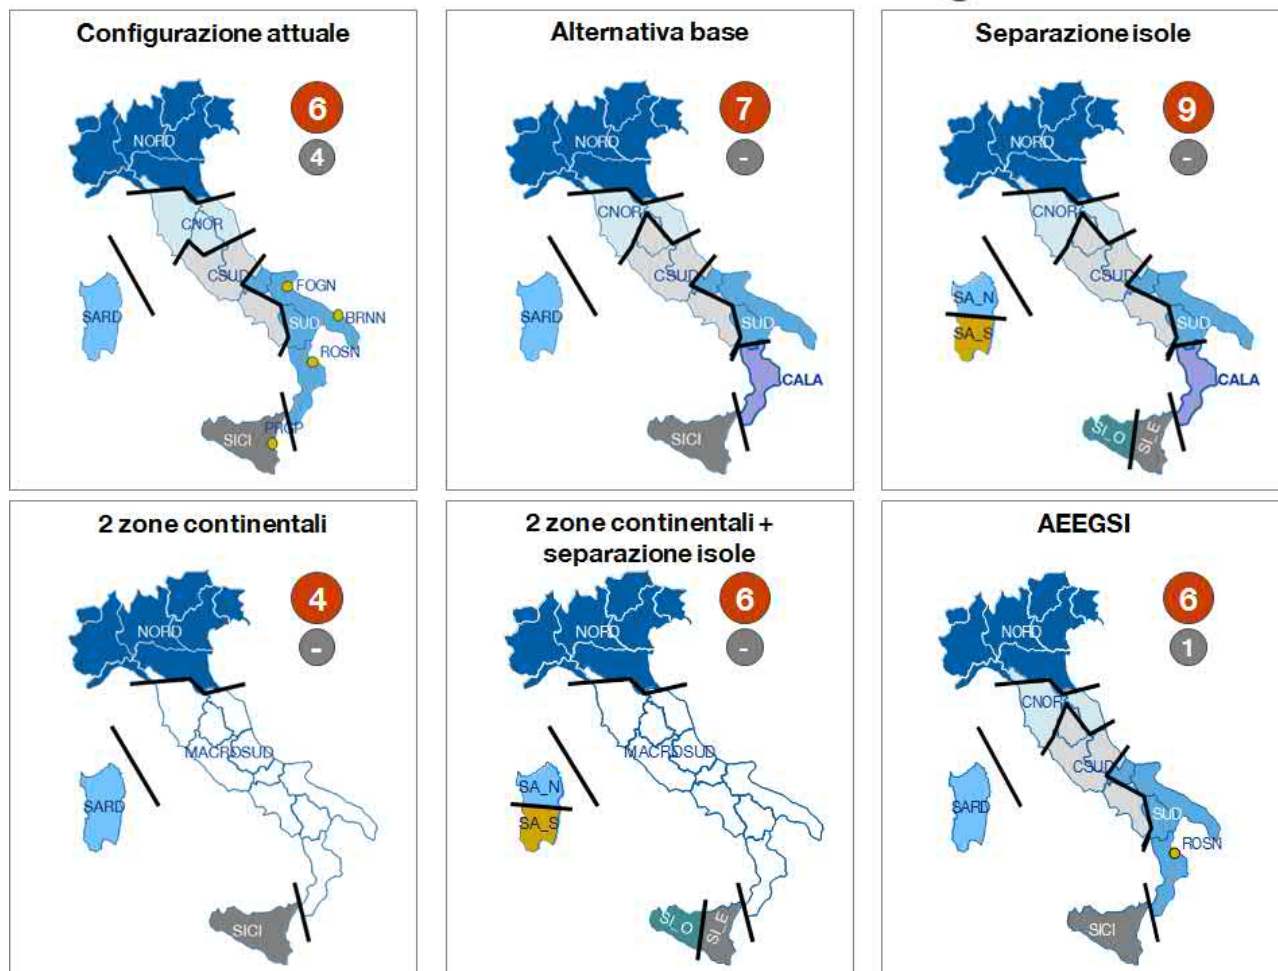 Configurazione attuale
6
4
NORD
CNOR
CSUD
FOGN
SARD
SUD
BRNN
ROSN
PRGP
SICI
Alternativa base
7
-
NORD
CNOR
CSUD
SARD
SUD
CALA
SICI
Separazione isole
9
-
NORD
CNOR
CSUD
SA_N
SA_S
SUD
CALA
SI_O
SI_E
2 zone continentali
4
-
NORD
MACROSUD
SARD
SICI
2 zone continentali +
separazione isole
6
-
NORD
MACROSUD
SA_N
SA_S
SI_O
SI_E
AEEGSI
6
1
NORD
CNOR
CSUD
SARD
SUD
ROSN
SICI